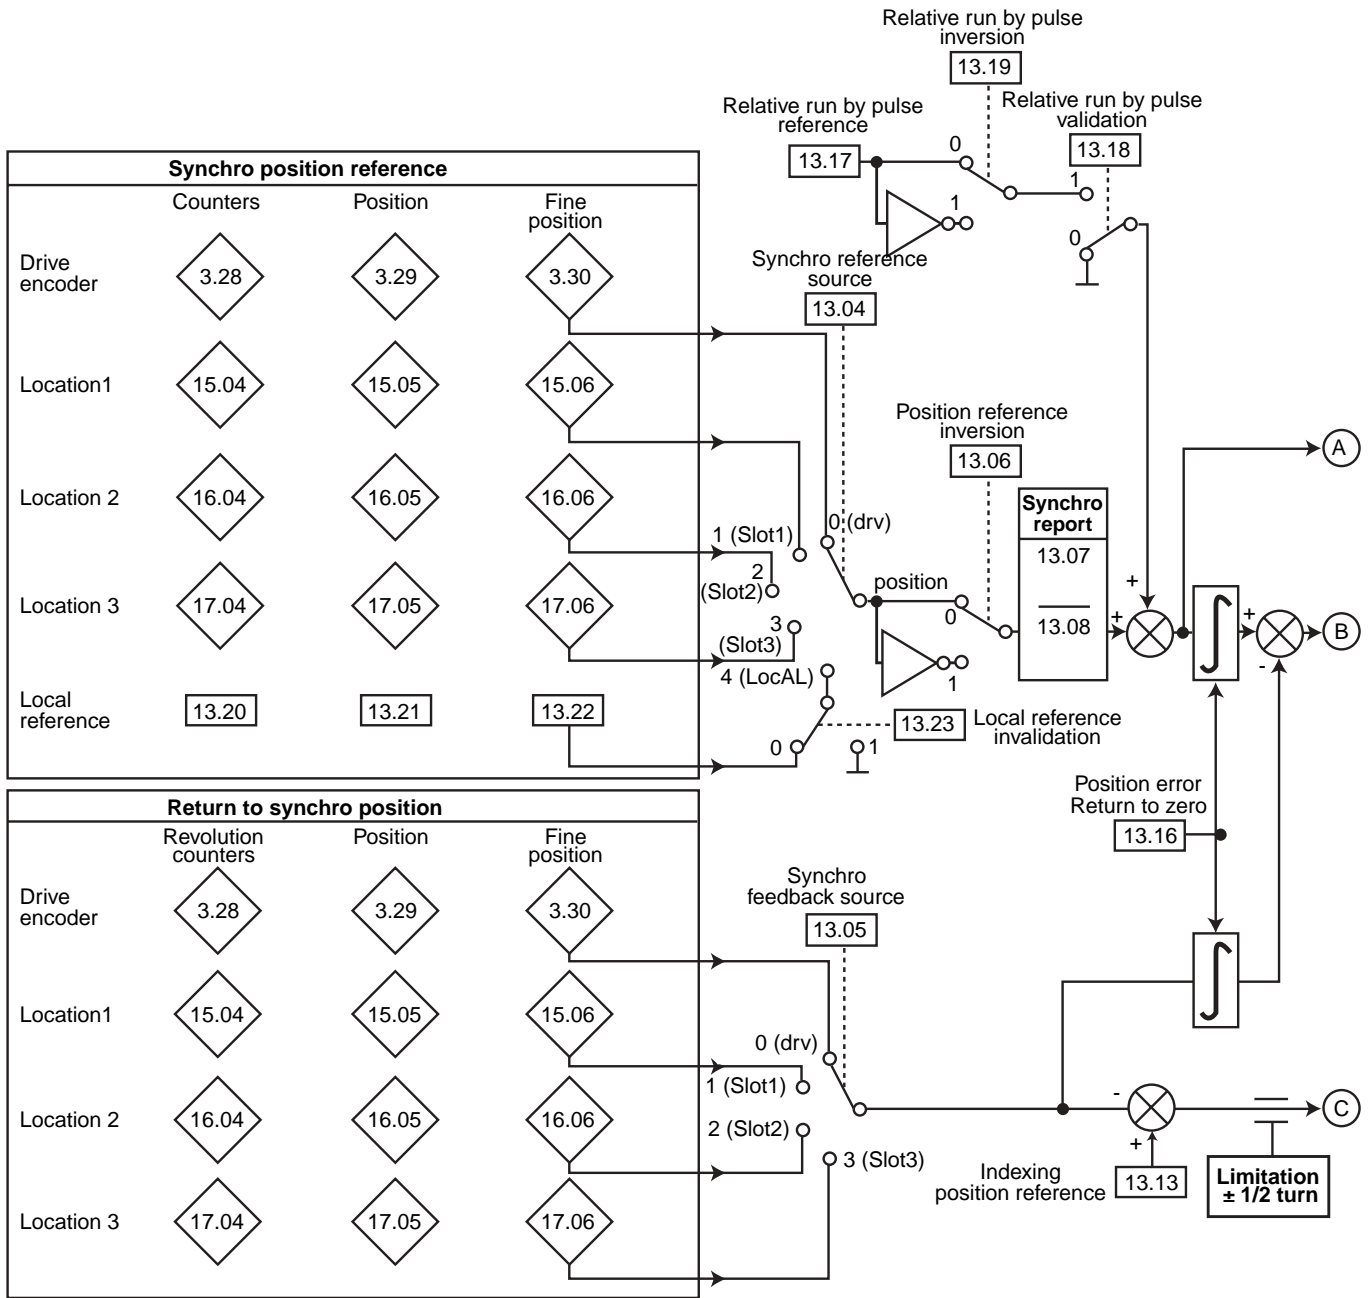 Relative run by pulse
inversion
13.19
Relative run by pulse
reference
13.17
Relative run by pulse
validation
13.18
0
1
1
0
Synchro position reference
Counters
Position
Fine
position
Drive
encoder
3.28
3.29
3.30
Location1
15.04
15.05
15.06
Location 2
16.04
16.05
16.06
Location 3
17.04
17.05
17.06
Local
reference
13.20
13.21
13.22
Synchro reference
source
13.04
0 (drv)
1 (Slot1)
2
(Slot2)
3
(Slot3)
4 (LocAL)
0
1
13.23
Local reference
invalidation
position
0
1
Position reference
inversion
13.06
Synchro
report
13.07
13.08
+
+
+
-
A
B
Position error
Return to zero
13.16
Return to synchro position
Revolution
counters
Position
Fine
position
Drive
encoder
3.28
3.29
3.30
Location1
15.04
15.05
15.06
Location 2
16.04
16.05
16.06
Location 3
17.04
17.05
17.06
Synchro
feedback source
13.05
0 (drv)
1 (Slot1)
2 (Slot2)
3 (Slot3)
-
+
C
Indexing
position reference
13.13
Limitation
± 1/2 turn